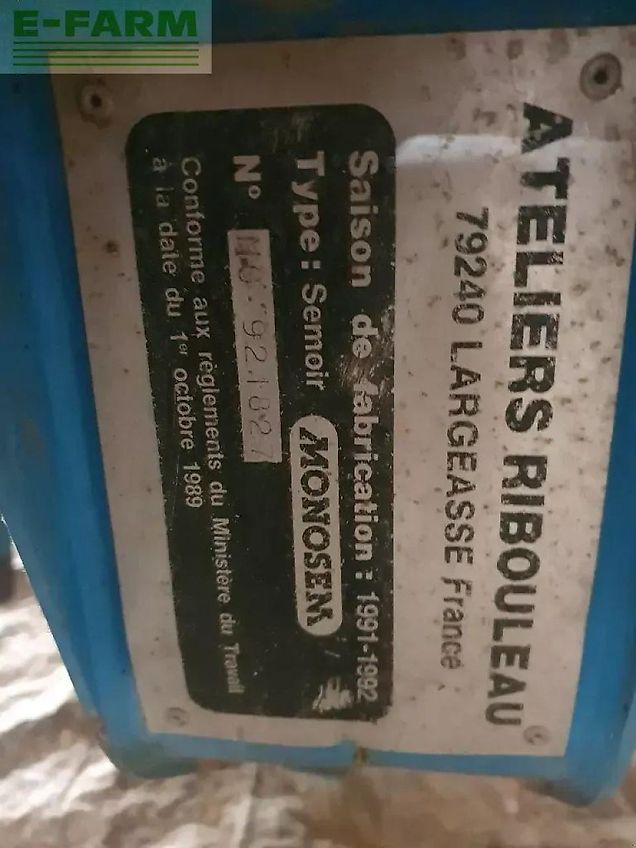 E-FARM
ATELIERS RIBOULEAU
79240 LARGEASSE France
Saison de fabrication : 1991-1992
Type : Semoir MONOSEM
N°
Conforme aux règlements du Ministère du Travail
à la date du 1er octobre 1989